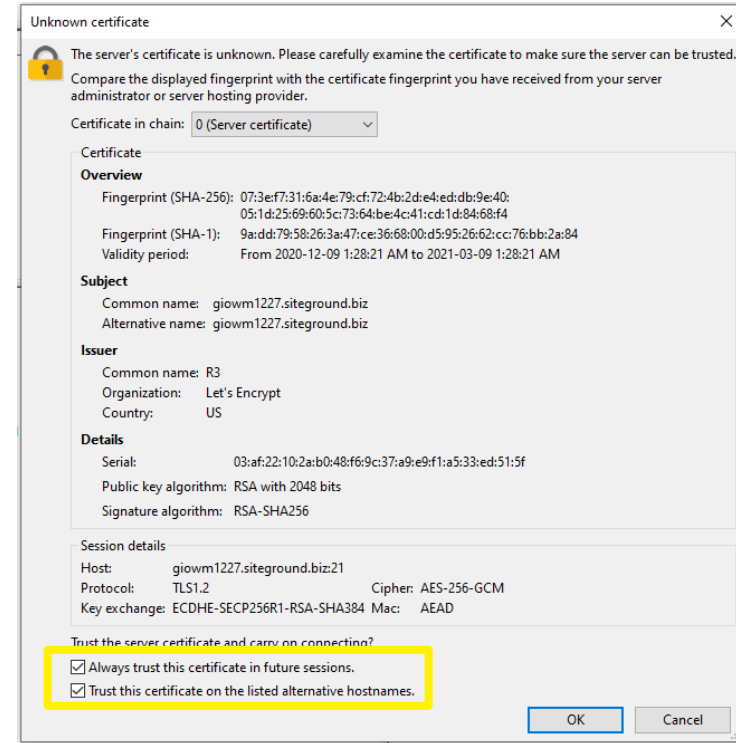 Unknown certificate
The server's certificate is unknown. Please carefully examine the certificate to make sure the server can be trusted.
Compare the displayed fingerprint with the certificate fingerprint you have received from your server
administrator or server hosting provider.
Certificate in chain: 0 (Server certificate)
Certificate
Overview
Fingerprint (SHA-256): 07:3e:f7:31:6a:4e:79:cf:72:4b:2d:e4:ed:db:9e:40:
05:1d:25:69:60:5c:73:64:be:4c:41:cd:1d:84:68:f4
Fingerprint (SHA-1): 9a:dd:79:58:26:3a:47:ce:36:68:00:d5:95:26:62:cc:76:bb:2a:84
Validity period: From 2020-12-09 1:28:21 AM to 2021-03-09 1:28:21 AM
Subject
Common name: giowm1227.siteground.biz
Alternative name: giowm1227.siteground.biz
Issuer
Common name: R3
Organization: Let's Encrypt
Country: US
Details
Serial: 03:af:22:10:2a:b0:48:f6:9c:37:a9:e9:f1:a5:33:ed:51:5f
Public key algorithm: RSA with 2048 bits
Signature algorithm: RSA-SHA256
Session details
Host: giowm1227.siteground.biz:21
Protocol: TLS1.2 Cipher: AES-256-GCM
Key exchange: ECDHE-SECP256R1-RSA-SHA384 Mac: AEAD
Trust the server certificate and carry on connecting?
Always trust this certificate in future sessions.
Trust this certificate on the listed alternative hostnames.
OK Cancel